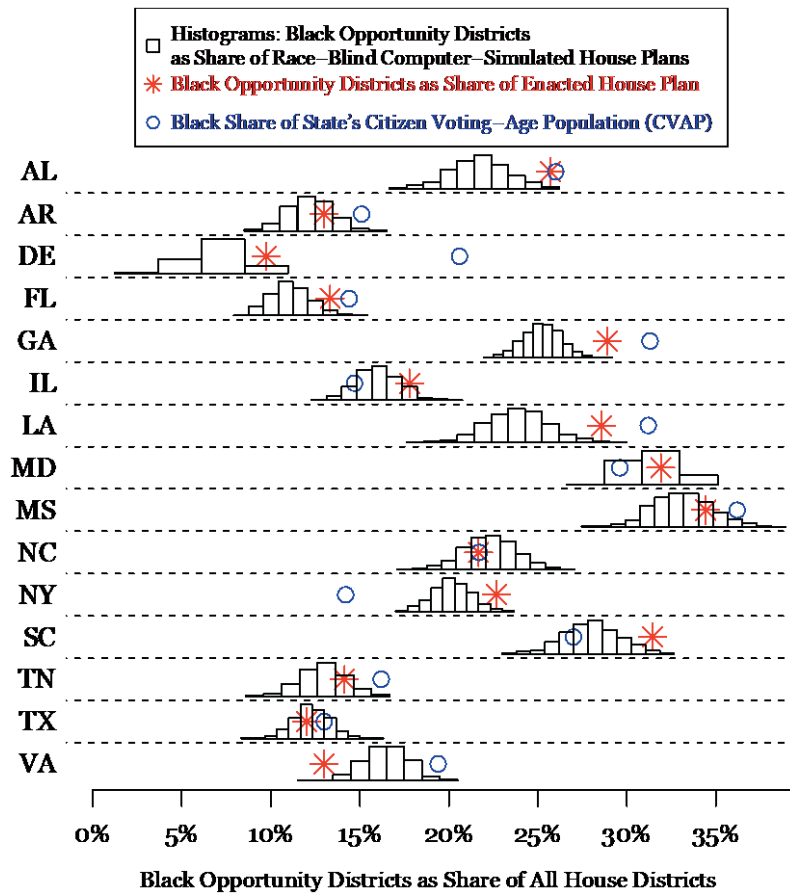 Histograms: Black Opportunity Districts
as Share of Race–Blind Computer–Simulated House Plans
Black Opportunity Districts as Share of Enacted House Plan
Black Share of State's Citizen Voting–Age Population (CVAP)
AL
AR
DE
FL
GA
IL
LA
MD
MS
NC
NY
SC
TN
TX
VA
0% 5% 10% 15% 20% 25% 30% 35%
Black Opportunity Districts as Share of All House Districts